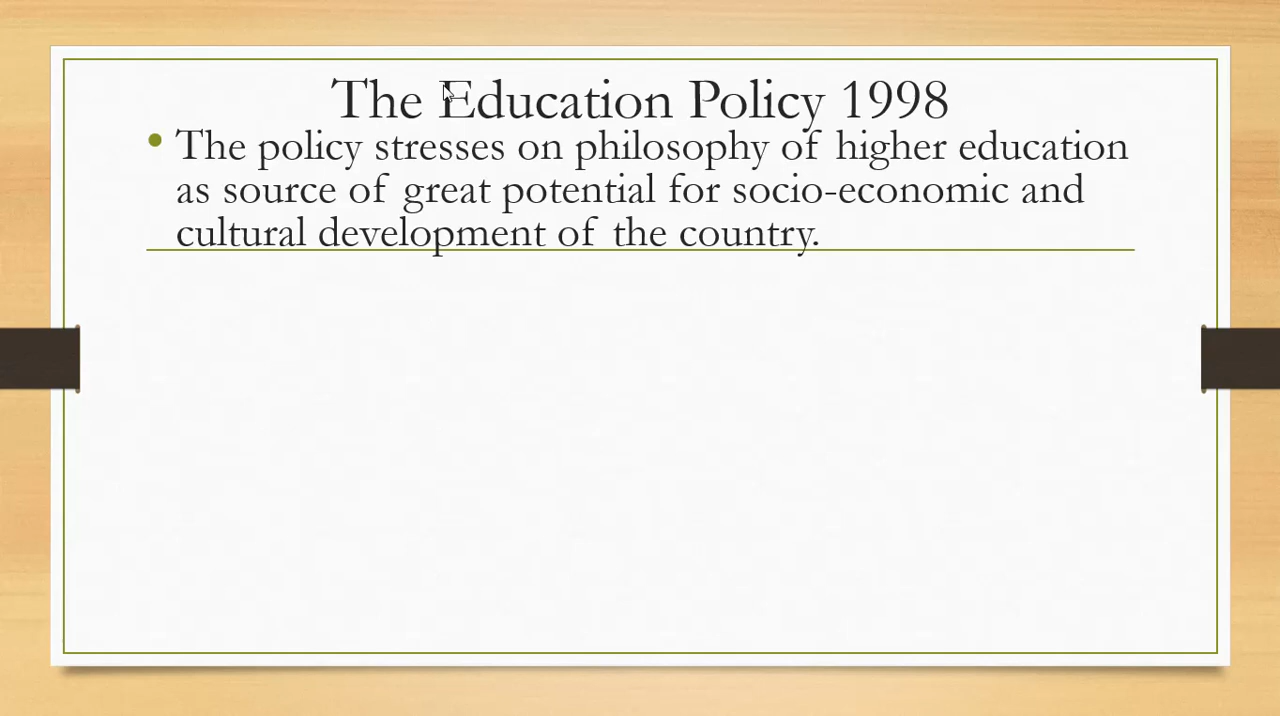 The Education Policy 1998
• The policy stresses on philosophy of higher education
as source of great potential for socio-economic and
cultural development of the country.